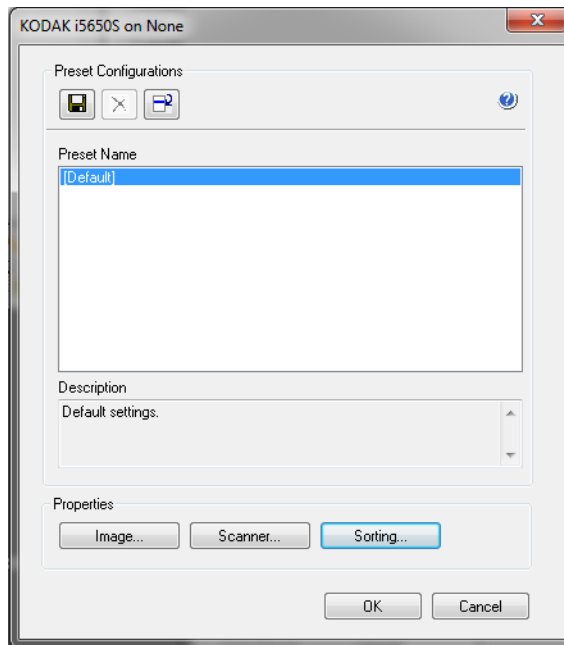 KODAK i5650S on None
Preset Configurations
Preset Name
[Default]
Description
Default settings.
Properties
Image... Scanner... Sorting...
OK Cancel